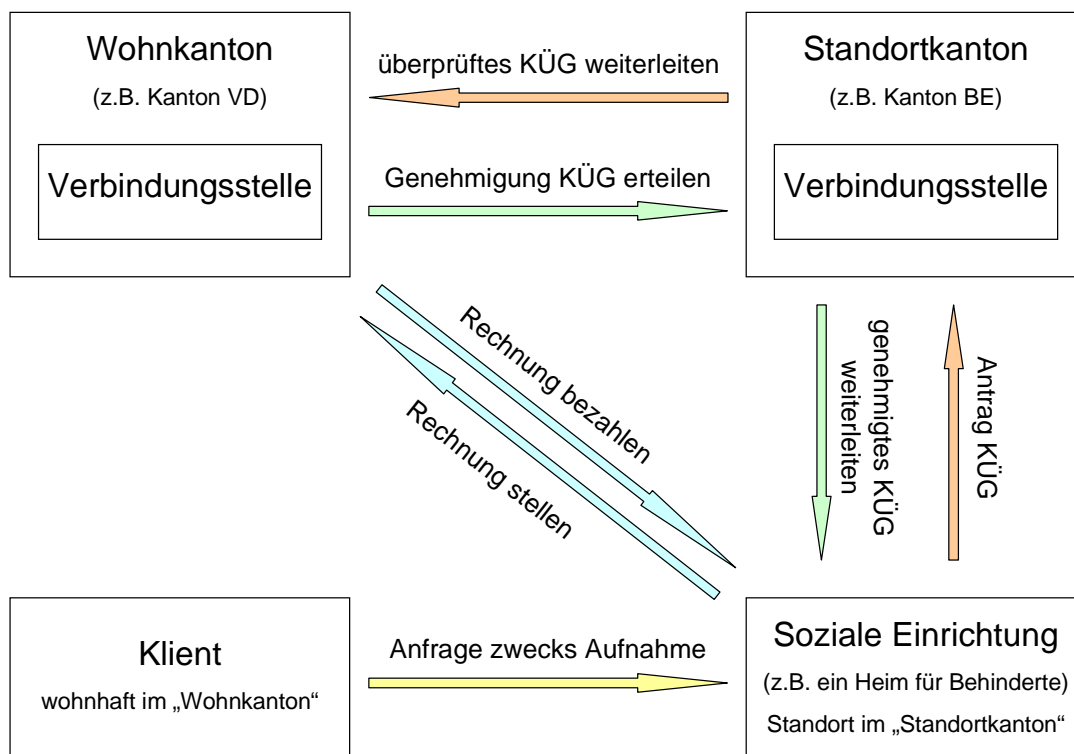 Wohnkanton
(z.B. Kanton VD)
Verbindungsstelle
überprüftes KÜG weiterleiten
Genehmigung KÜG erteilen
Standortkanton
(z.B. Kanton BE)
Verbindungsstelle
Rechnung bezahlen
Rechnung stellen
genehmigtes KÜG
weiterleiten
Antrag KÜG
Klient
wohnhaft im „Wohnkanton“
Anfrage zwecks Aufnahme
Soziale Einrichtung
(z.B. ein Heim für Behinderte)
Standort im „Standortkanton“